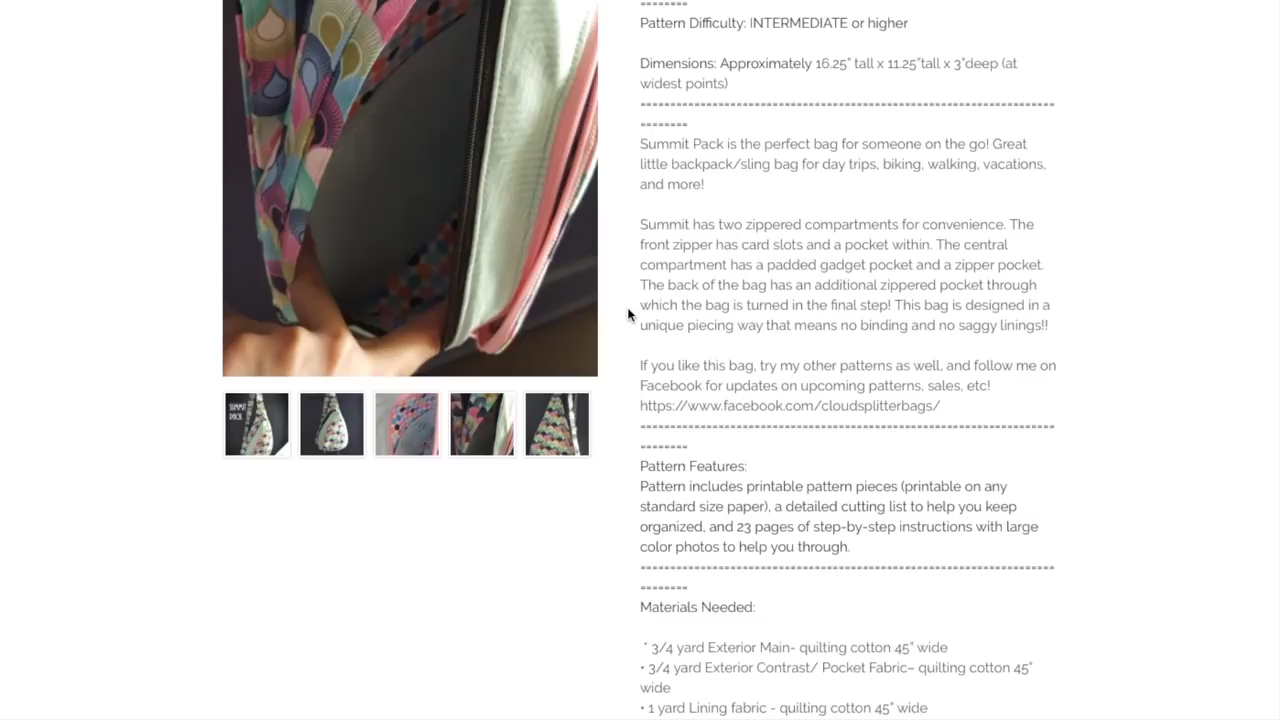 ========
Pattern Difficulty: INTERMEDIATE or higher
Dimensions: Approximately 16.25” tall x 11.25”tall x 3”deep (at
widest points)
=============================================================
========
Summit Pack is the perfect bag for someone on the go! Great
little backpack/sling bag for day trips, biking, walking, vacations,
and more!
Summit has two zippered compartments for convenience. The
front zipper has card slots and a pocket within. The central
compartment has a padded gadget pocket and a zipper pocket.
The back of the bag has an additional zippered pocket through
which the bag is turned in the final step! This bag is designed in a
unique piecing way that means no binding and no saggy linings!!
If you like this bag, try my other patterns as well, and follow me on
Facebook for updates on upcoming patterns, sales, etc!
https://www.facebook.com/cloudsplitterbags/
=============================================================
========
Pattern Features:
Pattern includes printable pattern pieces (printable on any
standard size paper), a detailed cutting list to help you keep
organized, and 23 pages of step-by-step instructions with large
color photos to help you through.
=============================================================
========
Materials Needed:
* 3/4 yard Exterior Main- quilting cotton 45” wide
• 3/4 yard Exterior Contrast/ Pocket Fabric– quilting cotton 45”
wide
• 1 yard Lining fabric - quilting cotton 45” wide
SUMMIT
PACK